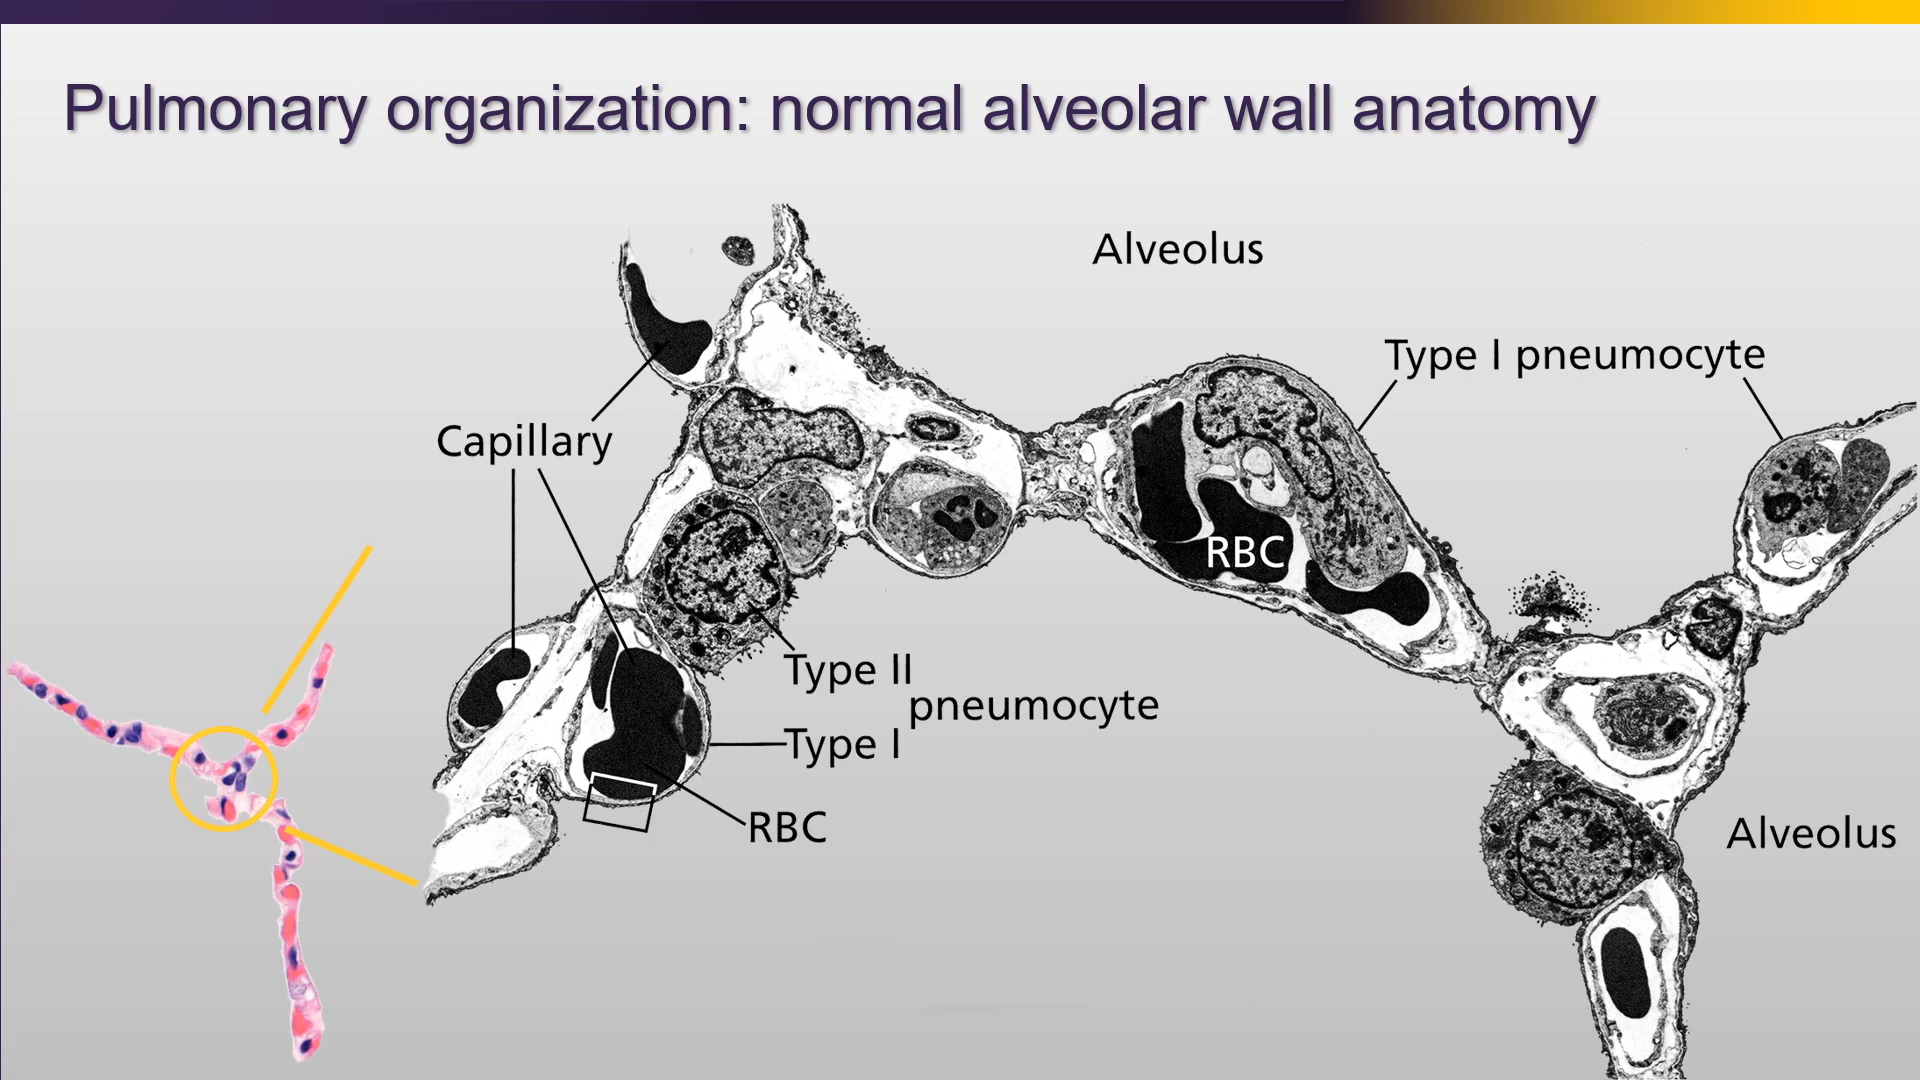 Pulmonary organization: normal alveolar wall anatomy
Alveolus
Type I pneumocyte
Capillary
RBC
Type II
pneumocyte
Type I
RBC
Alveolus